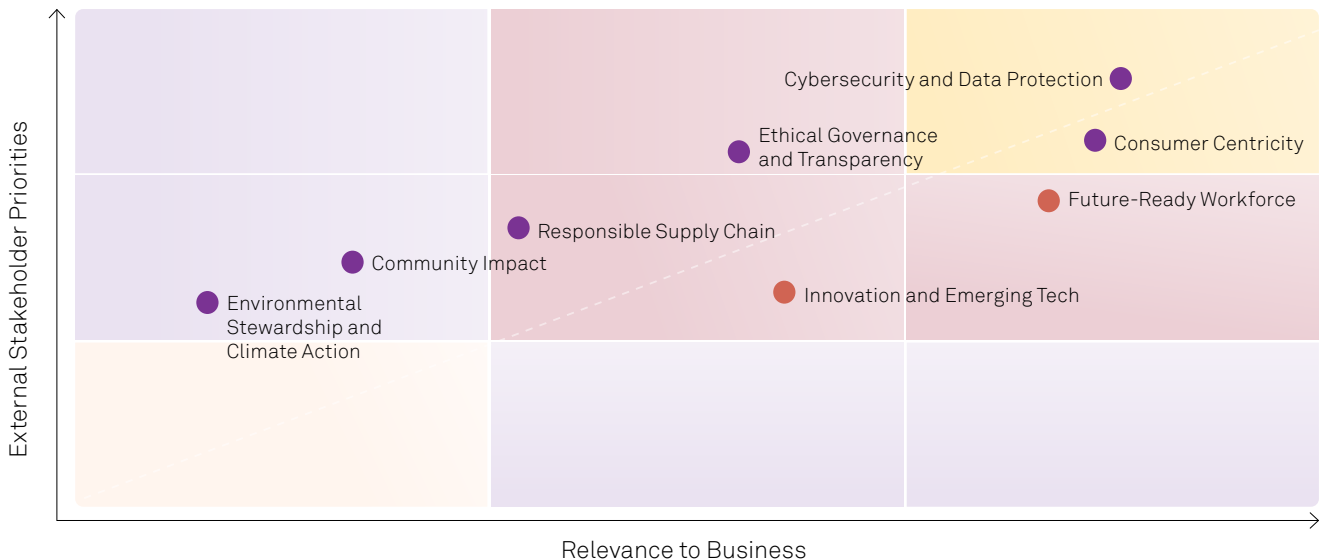 External Stakeholder Priorities
Cybersecurity and Data Protection
Ethical Governance
and Transparency
Consumer Centricity
Future-Ready Workforce
Responsible Supply Chain
Community Impact
Innovation and Emerging Tech
Environmental
Stewardship and
Climate Action
Relevance to Business